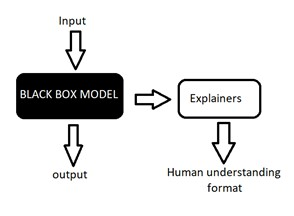 Input
BLACK BOX MODEL
Explainers
output
Human understanding
format